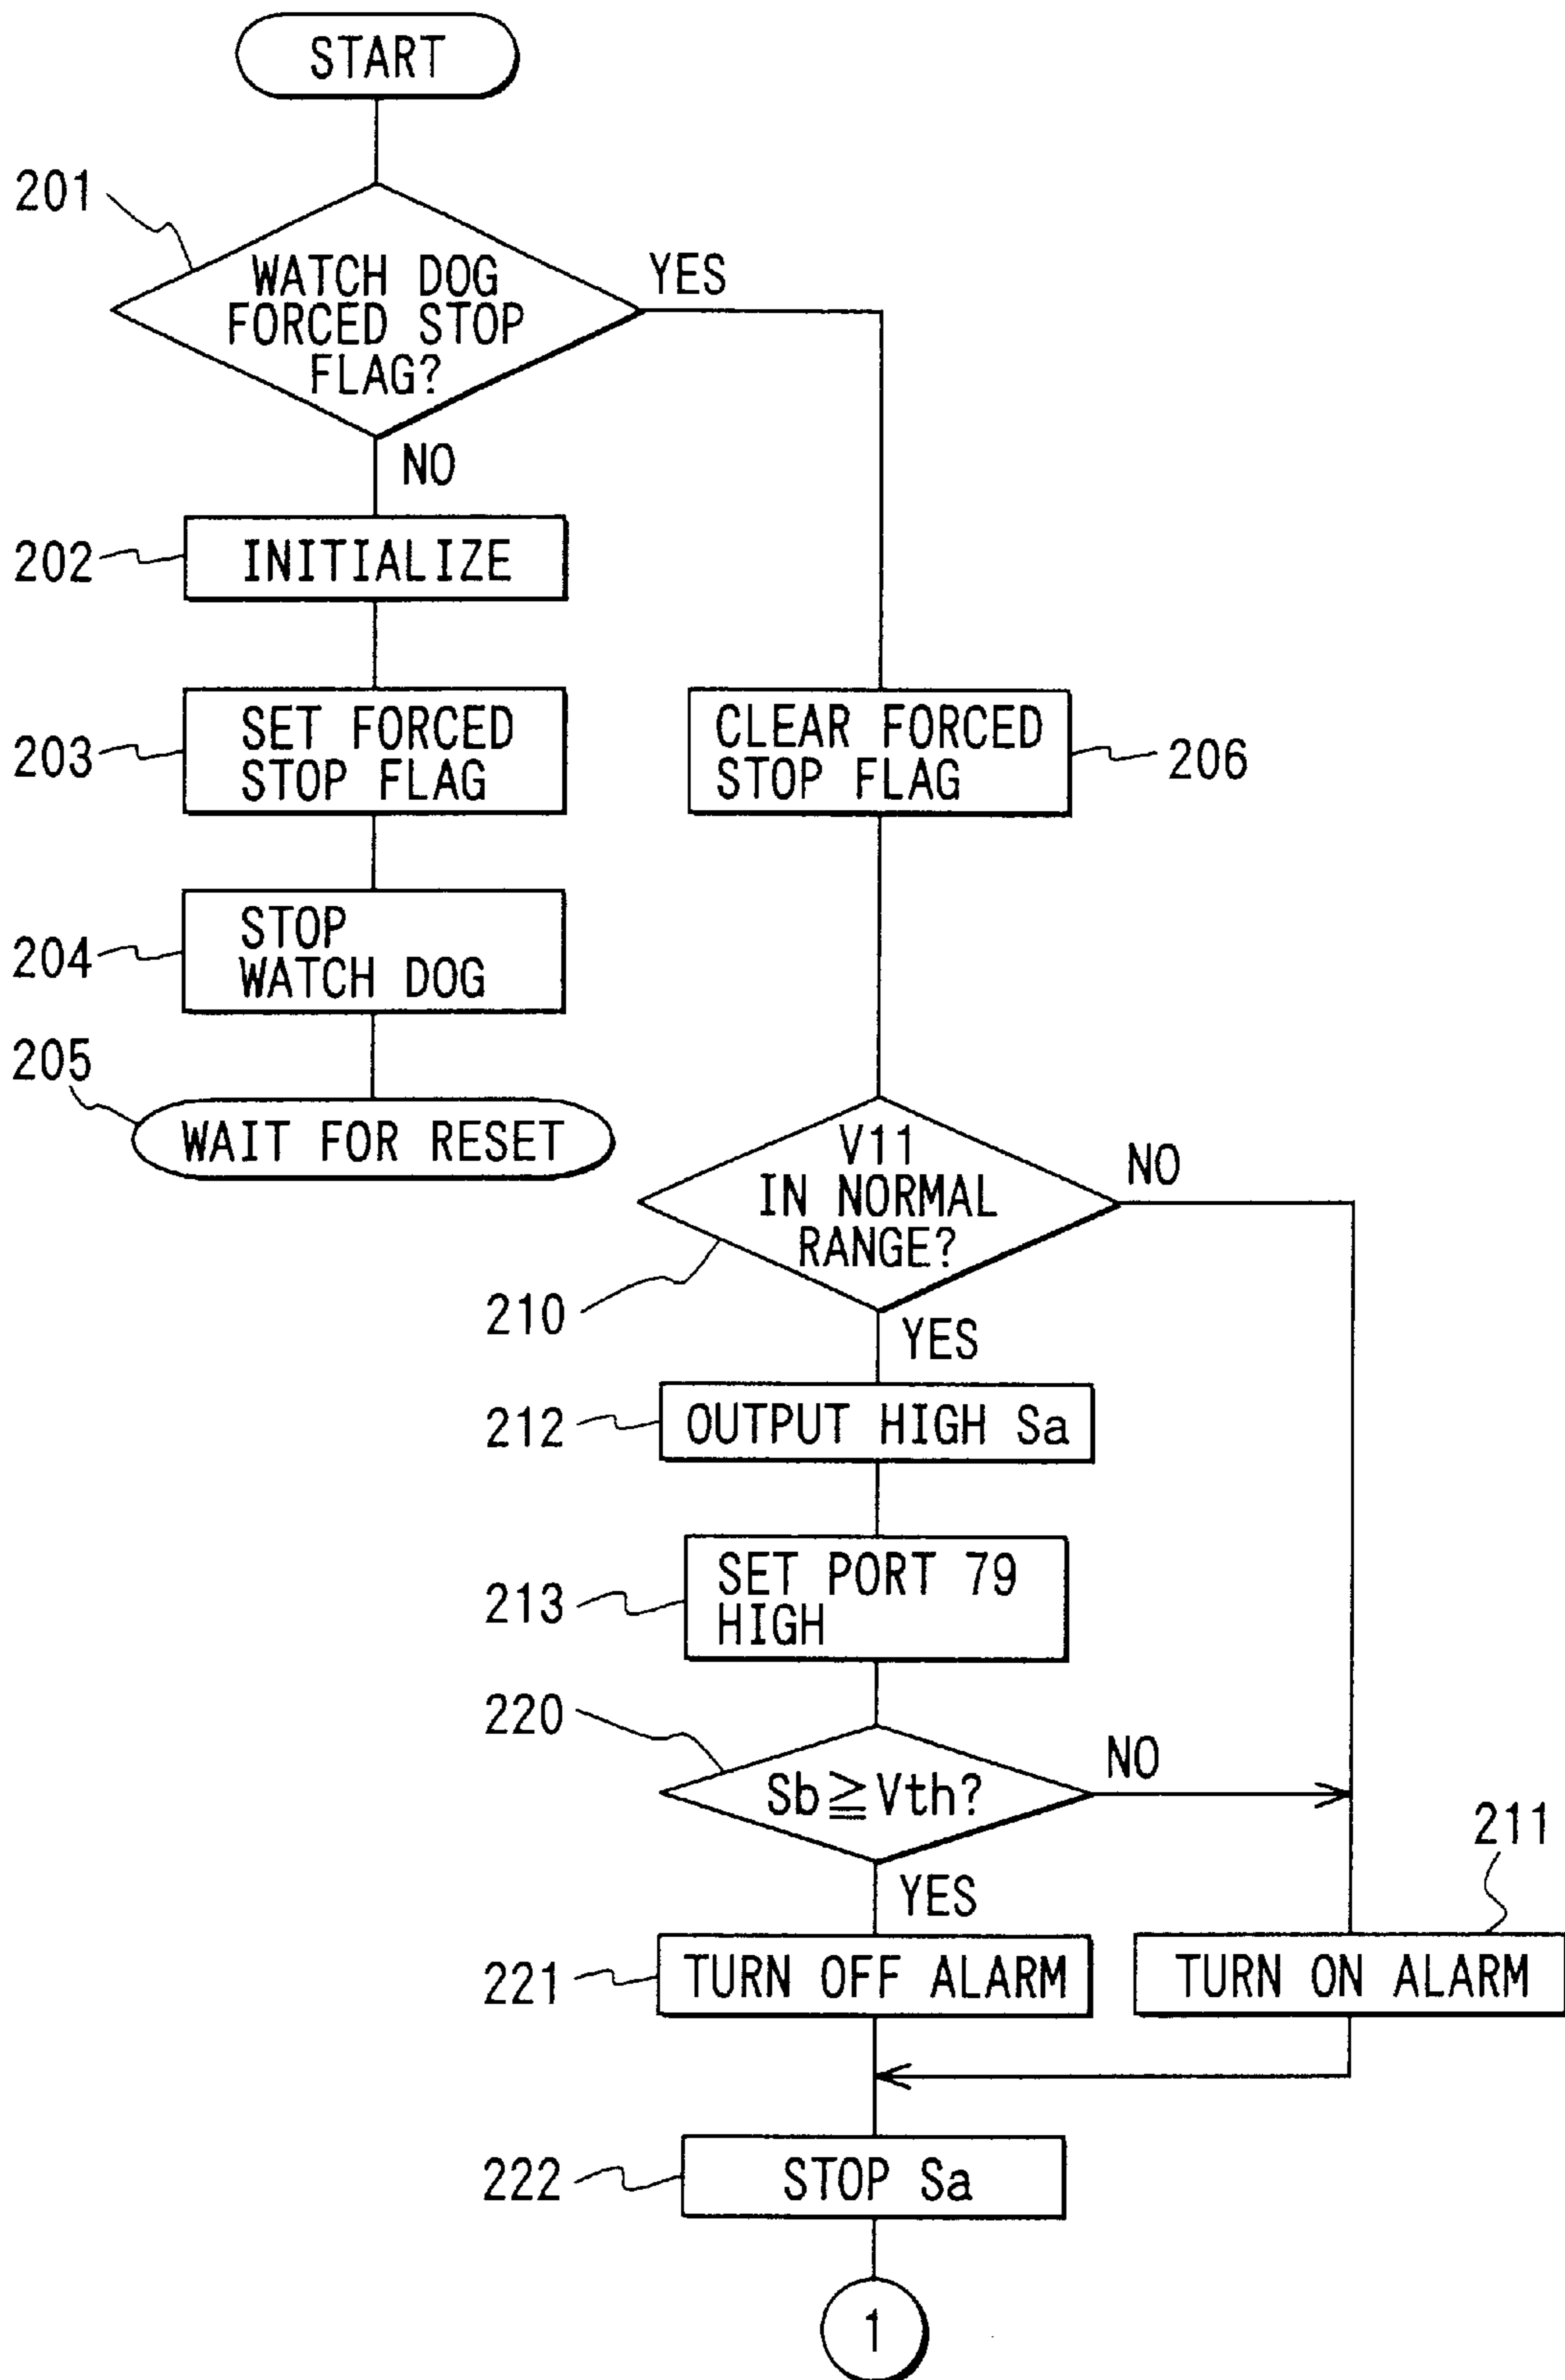 START
201
WATCH DOG
FORCED STOP
FLAG?
YES
NO
202
INITIALIZE
203
SET FORCED
STOP FLAG
CLEAR FORCED
STOP FLAG
206
204
STOP
WATCH DOG
205
WAIT FOR RESET
V11
IN NORMAL
RANGE?
NO
210
YES
212
OUTPUT HIGH Sa
213
SET PORT 79
HIGH
220
Sb≧Vth?
NO
211
YES
221
TURN OFF ALARM
TURN ON ALARM
222
STOP Sa
1